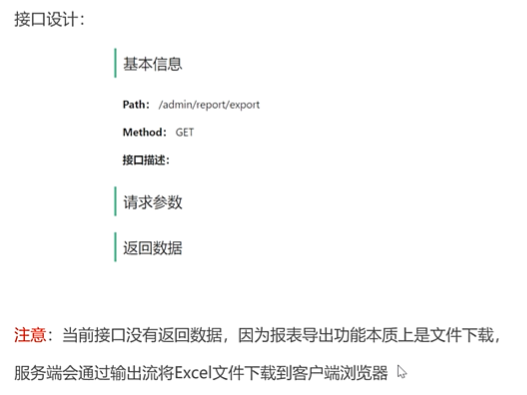 接口设计：
基本信息
Path： /admin/report/export
Method： GET
接口描述：
请求参数
返回数据
注意：当前接口没有返回数据，因为报表导出功能本质上是文件下载，
服务端会通过输出流将Excel文件下载到客户端浏览器